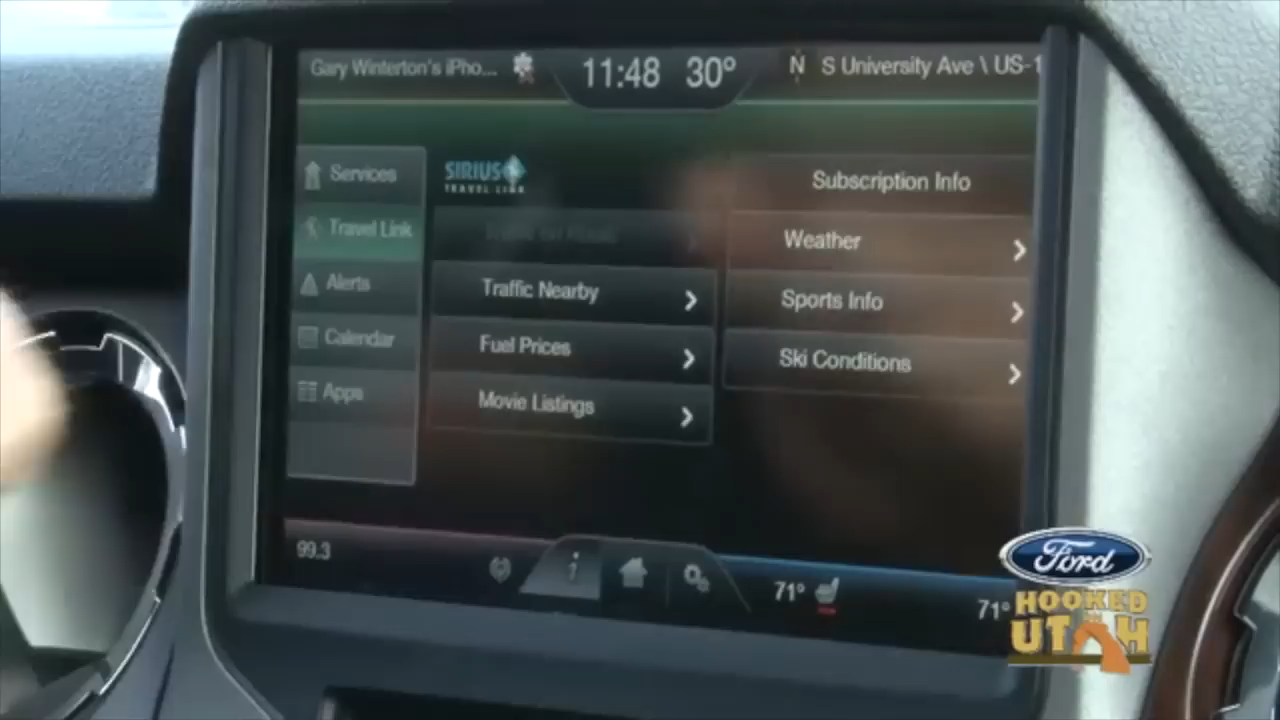 Gary Winterton's iPho...
11:48 30°
N S University Ave \ US-1
Services
Travel Link
Alerts
Calendar
Apps
SIRIUS
TRAVEL LINK
Traffic Nearby
Fuel Prices
Movie Listings
Subscription Info
Weather
Sports Info
Ski Conditions
99.3
71°
71°
Ford
HOOKED
UTAH